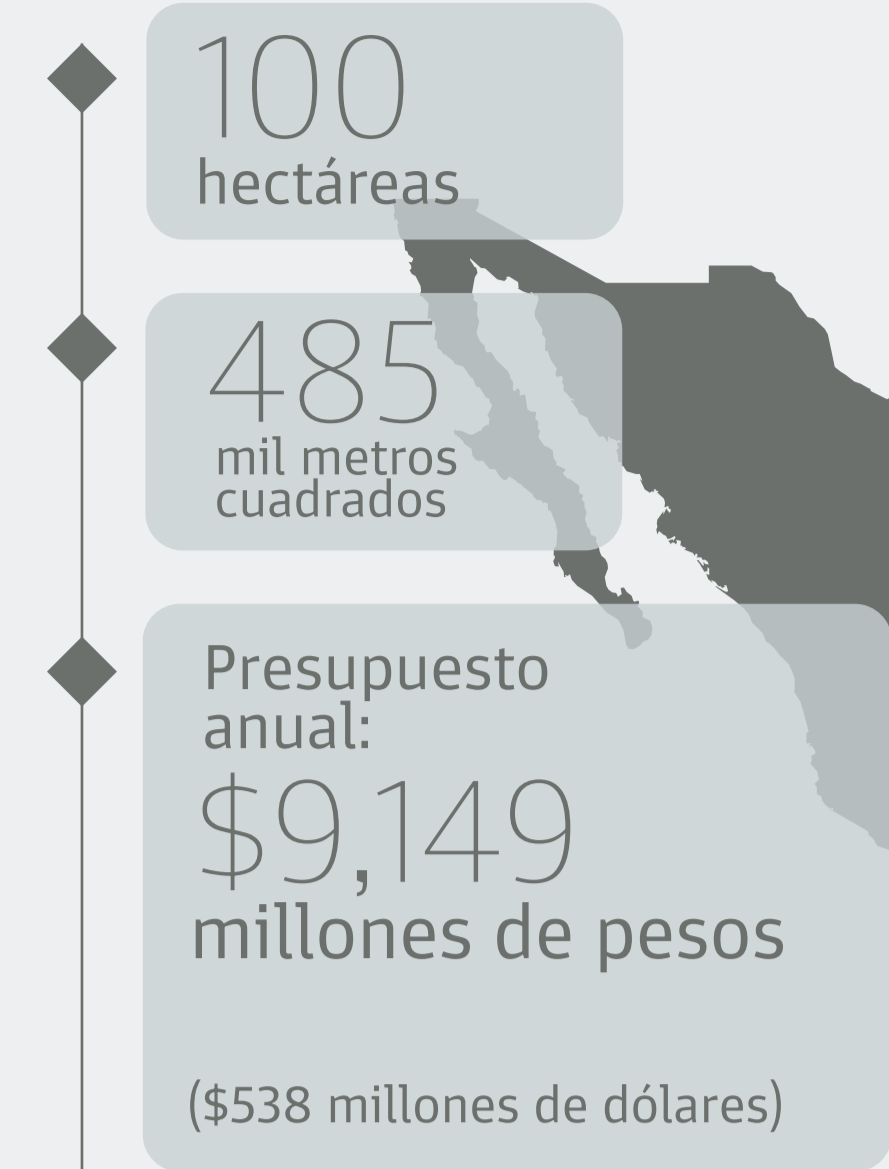 100
hectáreas
485
mil metros
cuadrados
Presupuesto
anual:
$9,149
millones de pesos
($538 millones de dólares)